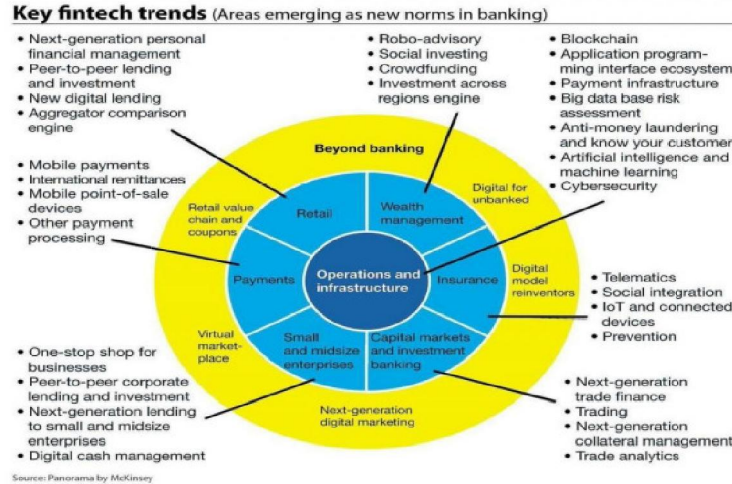 Key fintech trends (Areas emerging as new norms in banking)
• Next-generation personal
financial management
• Peer-to-peer lending
and investment
• New digital lending
• Aggregator comparison
engine
• Robo-advisory
• Social investing
• Crowdfunding
• Investment across
regions engine
• Blockchain
• Application program-
ming interface ecosystem
• Payment infrastructure
• Big data base risk
assessment
• Anti-money laundering
and know your customer
• Artificial intelligence and
machine learning
• Cybersecurity
• Mobile payments
• International remittances
• Mobile point-of-sale
devices
• Other payment
processing
Beyond banking
Retail value
chain and
coupons
Retail
Wealth
management
Digital for
unbanked
Payments
Operations and
infrastructure
Insurance
Digital
model
reinventors
Virtual
market-
place
Small
and midsize
enterprises
Capital markets
and investment
banking
Next-generation
digital marketing
• Telematics
• Social integration
• IoT and connected
devices
• Prevention
• One-stop shop for
businesses
• Peer-to-peer corporate
lending and investment
• Next-generation lending
to small and midsize
enterprises
• Digital cash management
• Next-generation
trade finance
• Trading
• Next-generation
collateral management
• Trade analytics
Source: Panorama by McKinsey